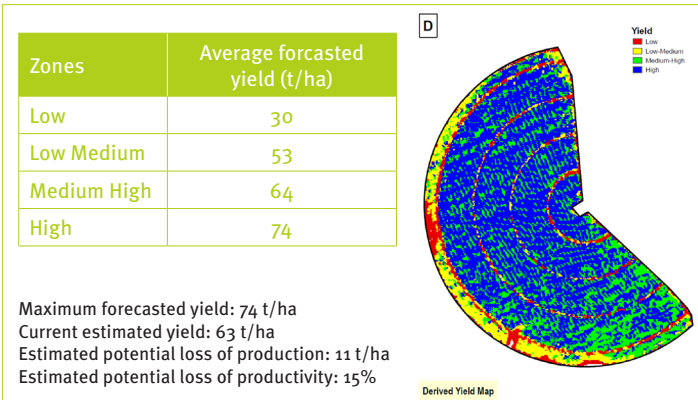 Zones Average forcasted yield (t/ha)
Low 30
Low Medium 53
Medium High 64
High 74
Maximum forecasted yield: 74 t/ha
Current estimated yield: 63 t/ha
Estimated potential loss of production: 11 t/ha
Estimated potential loss of productivity: 15%
D
Yield
Low
Low-Medium
Medium-High
High
Derived Yield Map